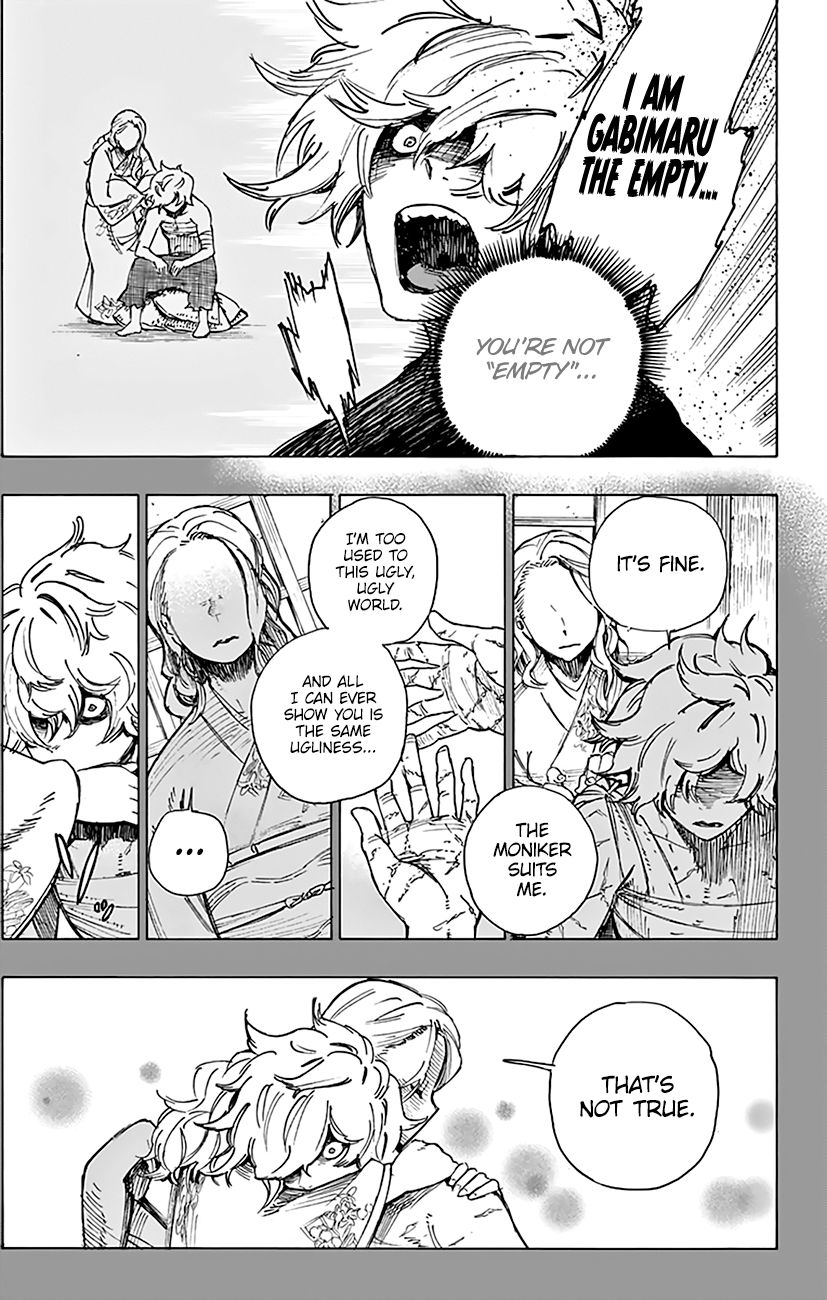 I AM
GABIMARU
THE EMPTY...
YOU'RE NOT
"EMPTY"...
IT'S FINE.
THE
MONIKER
SUITS
ME.
I'M TOO
USED TO
THIS UGLY,
UGLY
WORLD.
AND ALL
I CAN EVER
SHOW YOU IS
THE SAME
UGLINESS...
...
THAT'S
NOT TRUE.